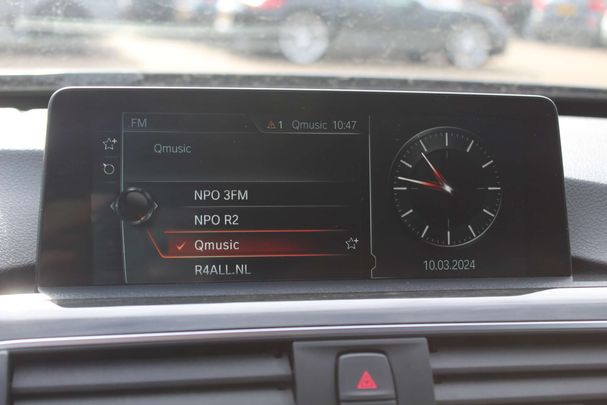 FM 1 Qmusic 10:47
Qmusic
NPO 3FM
NPO R2
Qmusic
R4ALL.NL
10.03.2024